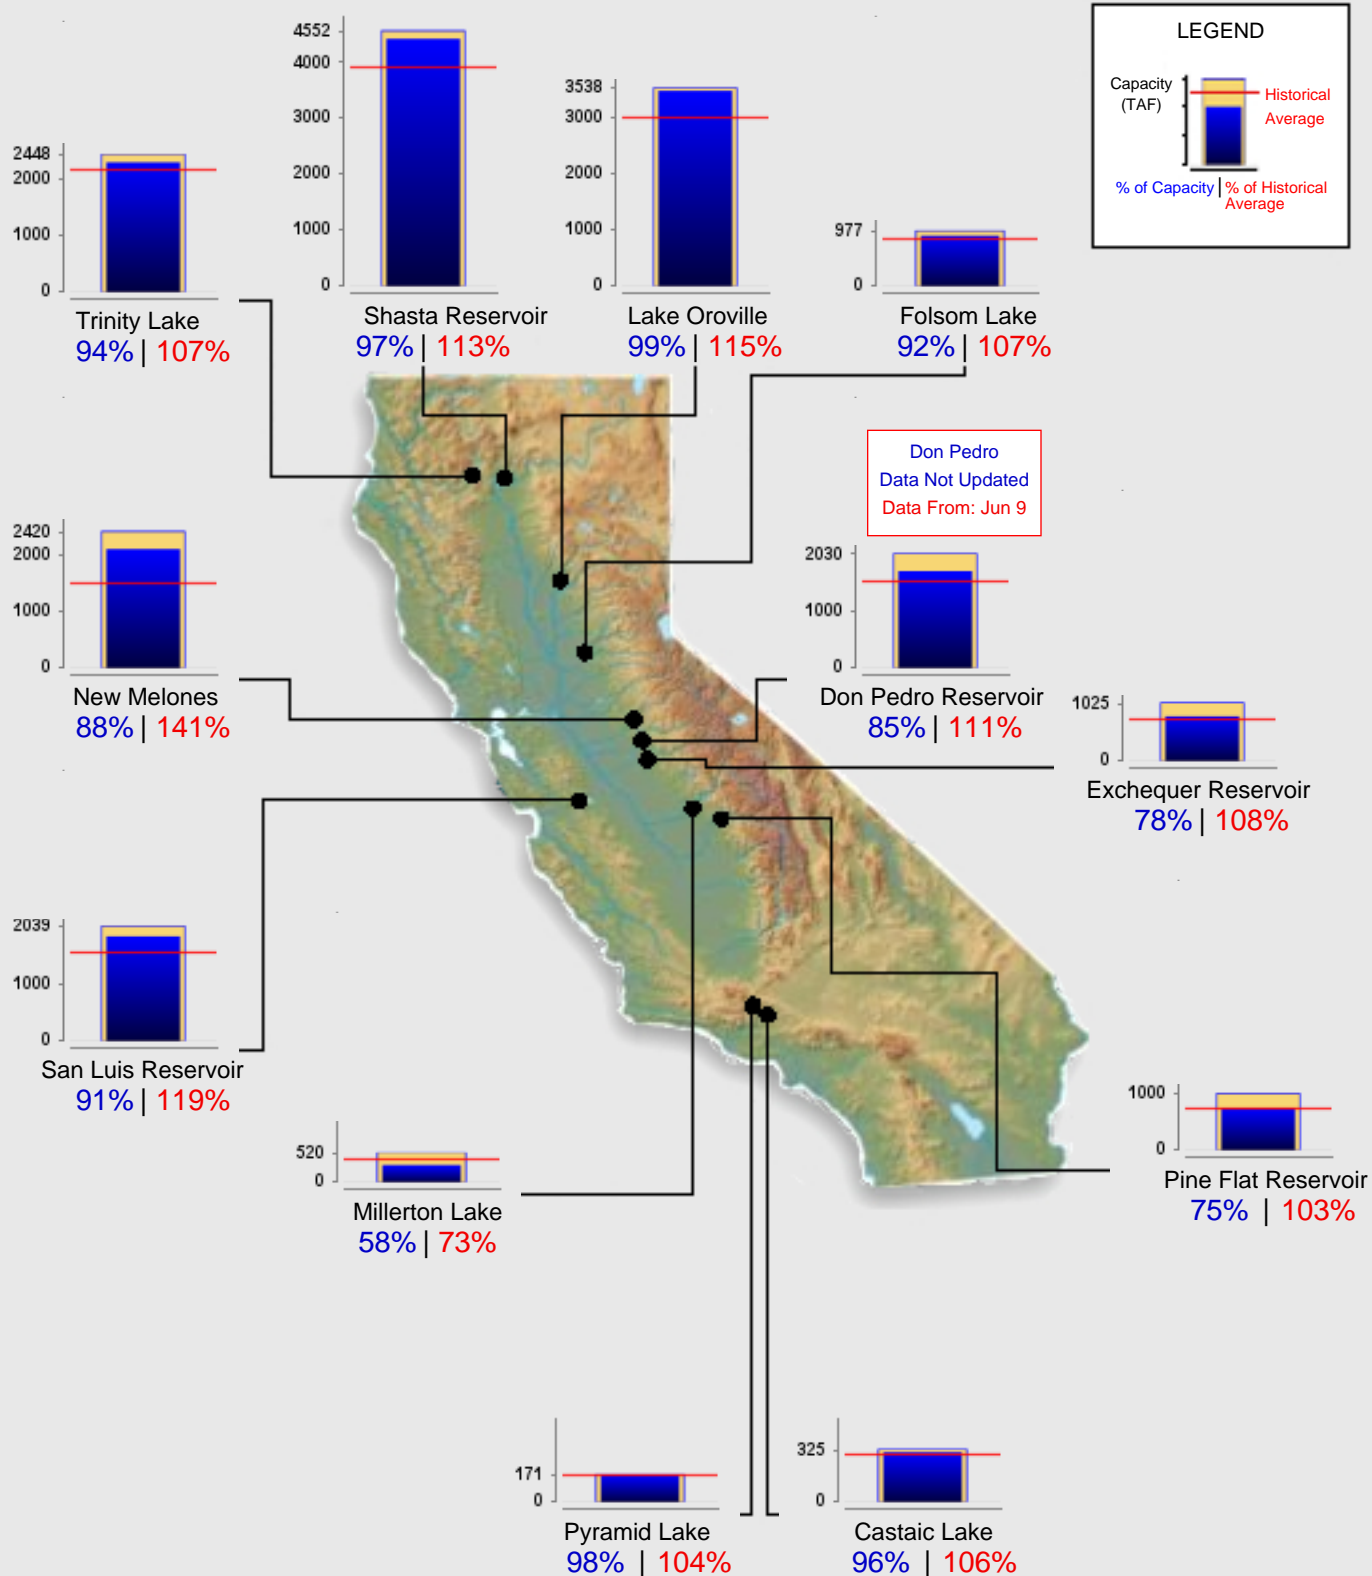 LEGEND
Capacity
(TAF)
Historical
Average
% of Capacity | % of Historical
Average
4552
4000
3000
2000
1000
0
Shasta Reservoir
97% | 113%
3538
3000
2000
1000
0
Lake Oroville
99% | 115%
2448
2000
1000
0
Trinity Lake
94% | 107%
977
0
Folsom Lake
92% | 107%
Don Pedro
Data Not Updated
Data From: Jun 9
2420
2000
1000
0
New Melones
88% | 141%
2030
1000
0
Don Pedro Reservoir
85% | 111%
1025
0
Exchequer Reservoir
78% | 108%
2039
1000
0
San Luis Reservoir
91% | 119%
520
0
Millerton Lake
58% | 73%
1000
0
Pine Flat Reservoir
75% | 103%
171
0
Pyramid Lake
98% | 104%
325
0
Castaic Lake
96% | 106%